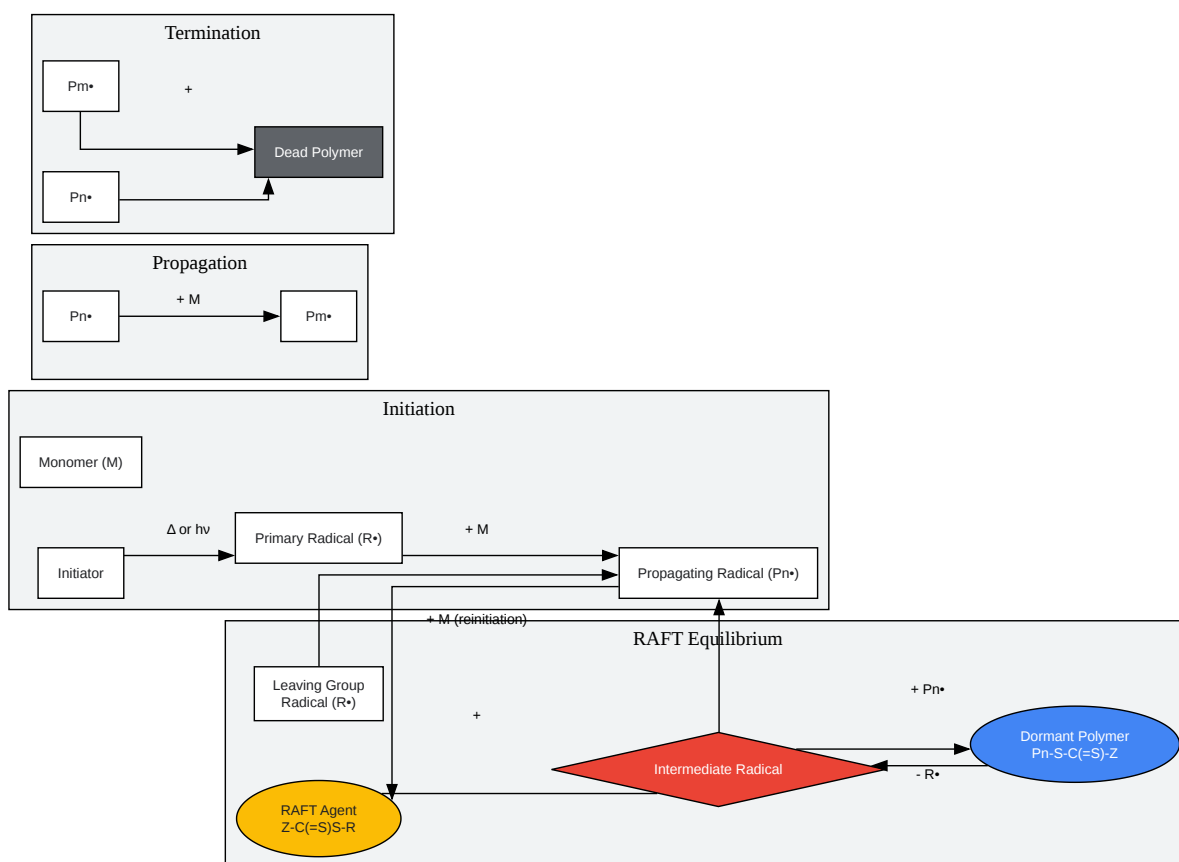 Termination
Pm•
+
Dead Polymer
Pn•
Propagation
+ M
Pn•
Pm•
Initiation
Monomer (M)
Δ or hν
Primary Radical (R•)
+ M
Initiator
Propagating Radical (Pn•)
+ M (reinitiation)
RAFT Equilibrium
Leaving Group
Radical (R•)
+ Pn•
+
Dormant Polymer
Pn-S-C(=S)-Z
Intermediate Radical
- R•
RAFT Agent
Z-C(=S)S-R